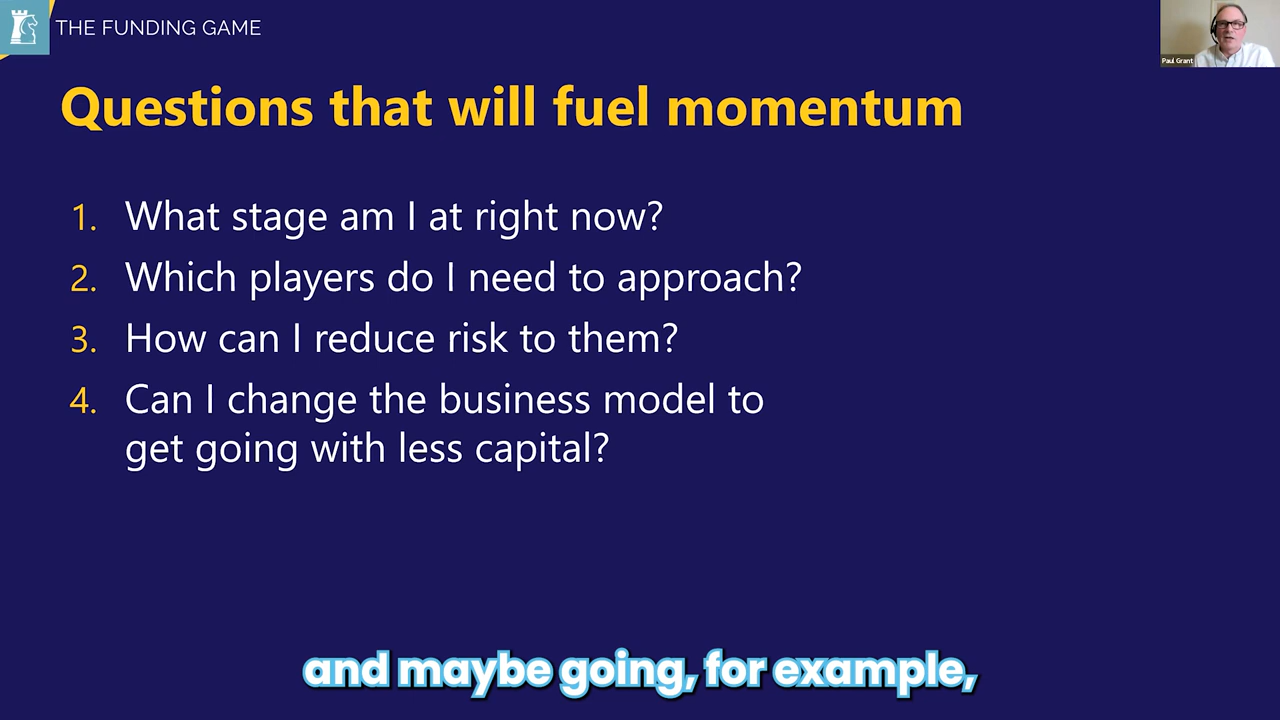 THE FUNDING GAME
Paul Grant
Questions that will fuel momentum
1. What stage am I at right now?
2. Which players do I need to approach?
3. How can I reduce risk to them?
4. Can I change the business model to
get going with less capital?
and maybe going, for example,